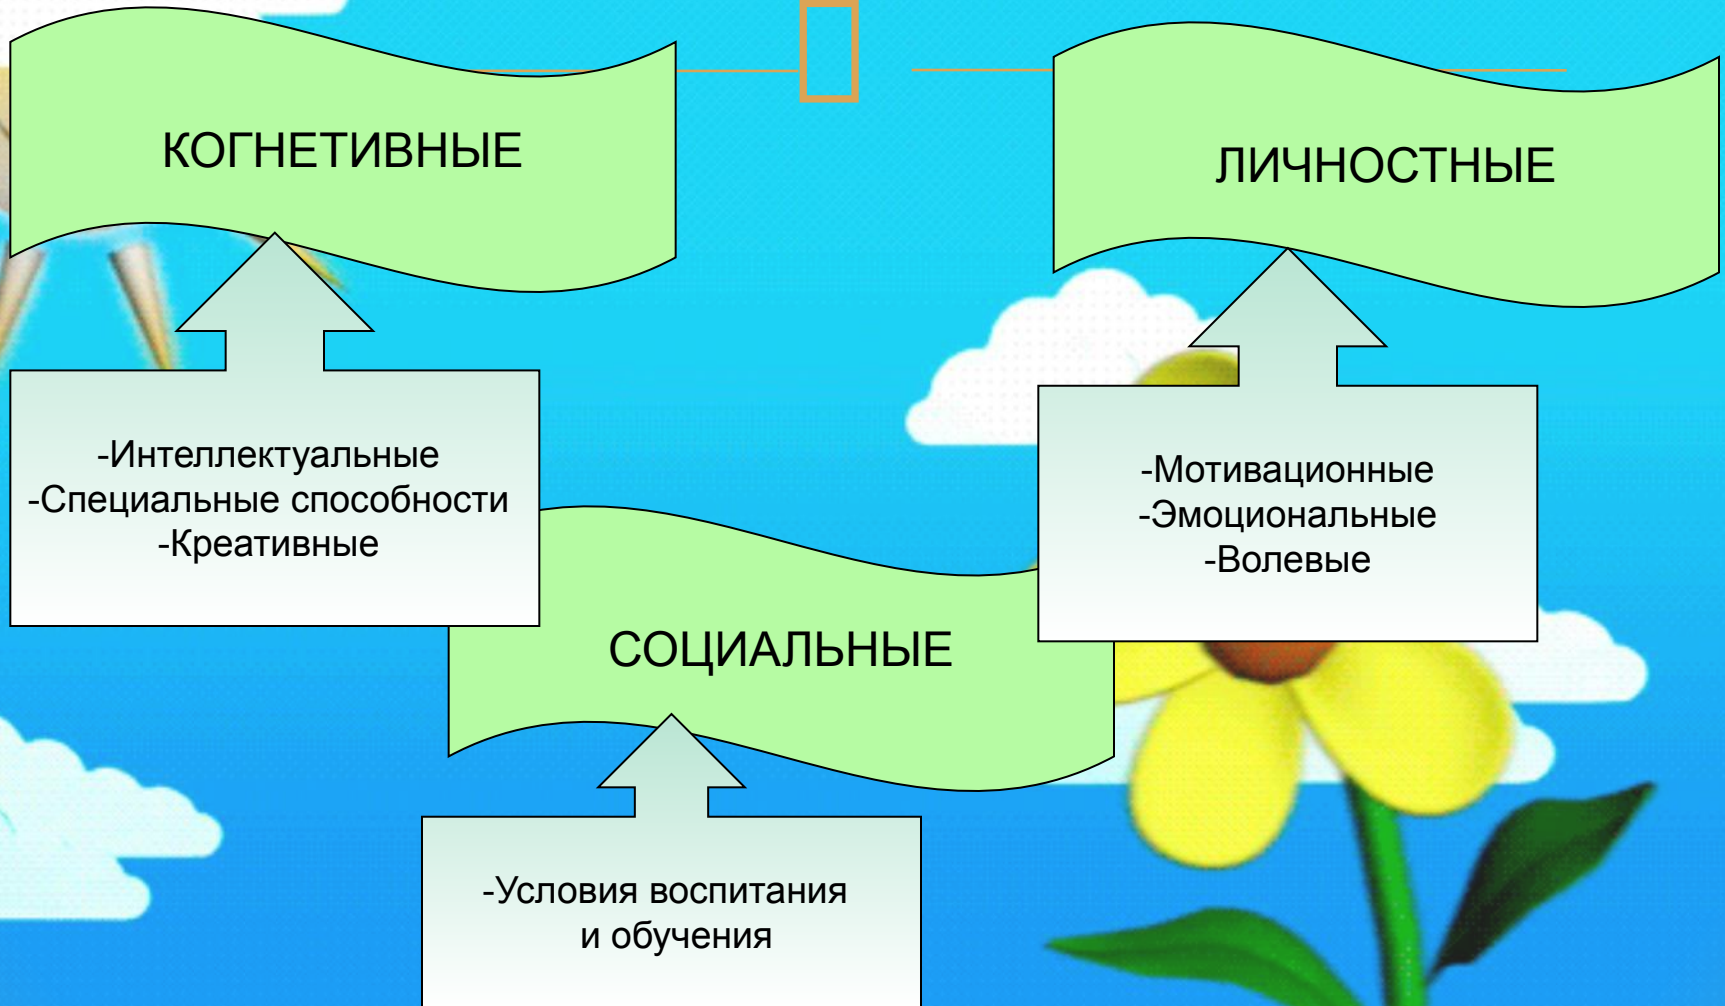 КОГНЕТИВНЫЕ
-Интеллектуальные
-Специальные способности
-Креативные
ЛИЧНОСТНЫЕ
-Мотивационные
-Эмоциональные
-Волевые
СОЦИАЛЬНЫЕ
-Условия воспитания
и обучения